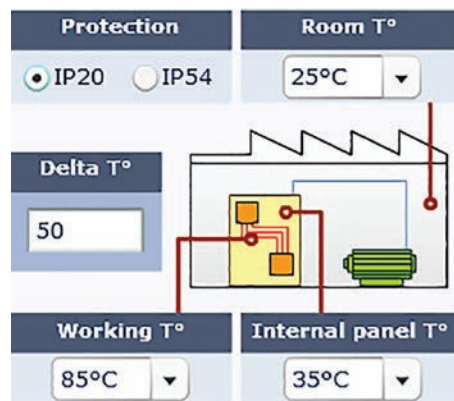 Protection
IP20 IP54
Room T°
25°C
Delta T°
50
Working T°
85°C
Internal panel T°
35°C